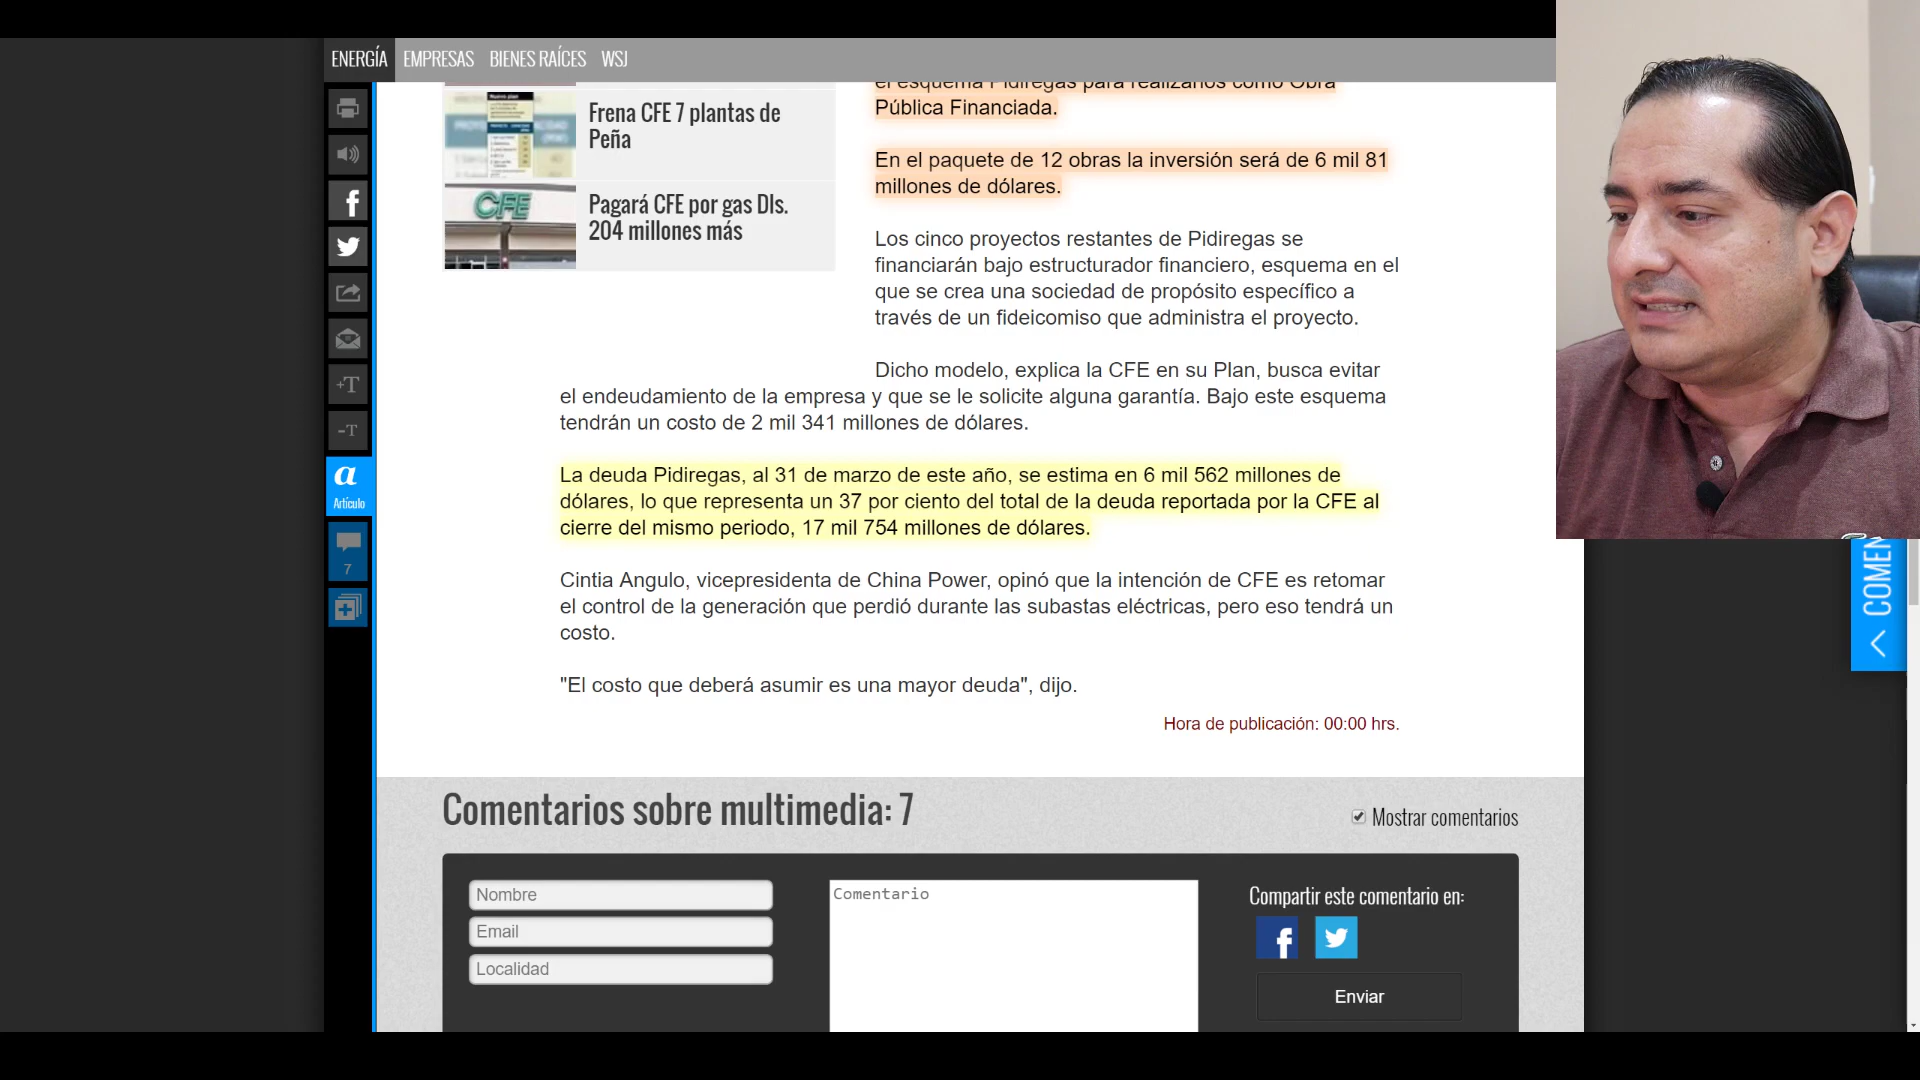 ENERGÍA EMPRESAS BIENES RAÍCES WSJ
Frena CFE 7 plantas de
Peña
CFE
Pagará CFE por gas Dls.
204 millones más
el esquema Pidiregas para realizarlos como Obra
Pública Financiada.
En el paquete de 12 obras la inversión será de 6 mil 81
millones de dólares.
Los cinco proyectos restantes de Pidiregas se
financiarán bajo estructurador financiero, esquema en el
que se crea una sociedad de propósito específico a
través de un fideicomiso que administra el proyecto.
Dicho modelo, explica la CFE en su Plan, busca evitar
el endeudamiento de la empresa y que se le solicite alguna garantía. Bajo este esquema
tendrán un costo de 2 mil 341 millones de dólares.
La deuda Pidiregas, al 31 de marzo de este año, se estima en 6 mil 562 millones de
dólares, lo que representa un 37 por ciento del total de la deuda reportada por la CFE al
cierre del mismo periodo, 17 mil 754 millones de dólares.
Cintia Angulo, vicepresidenta de China Power, opinó que la intención de CFE es retomar
el control de la generación que perdió durante las subastas eléctricas, pero eso tendrá un
costo.
"El costo que deberá asumir es una mayor deuda", dijo.
Hora de publicación: 00:00 hrs.
+T
-T
a
Artículo
7
COMEN
Comentarios sobre multimedia: 7
Mostrar comentarios
Nombre
Email
Localidad
Comentario
Compartir este comentario en:
Enviar